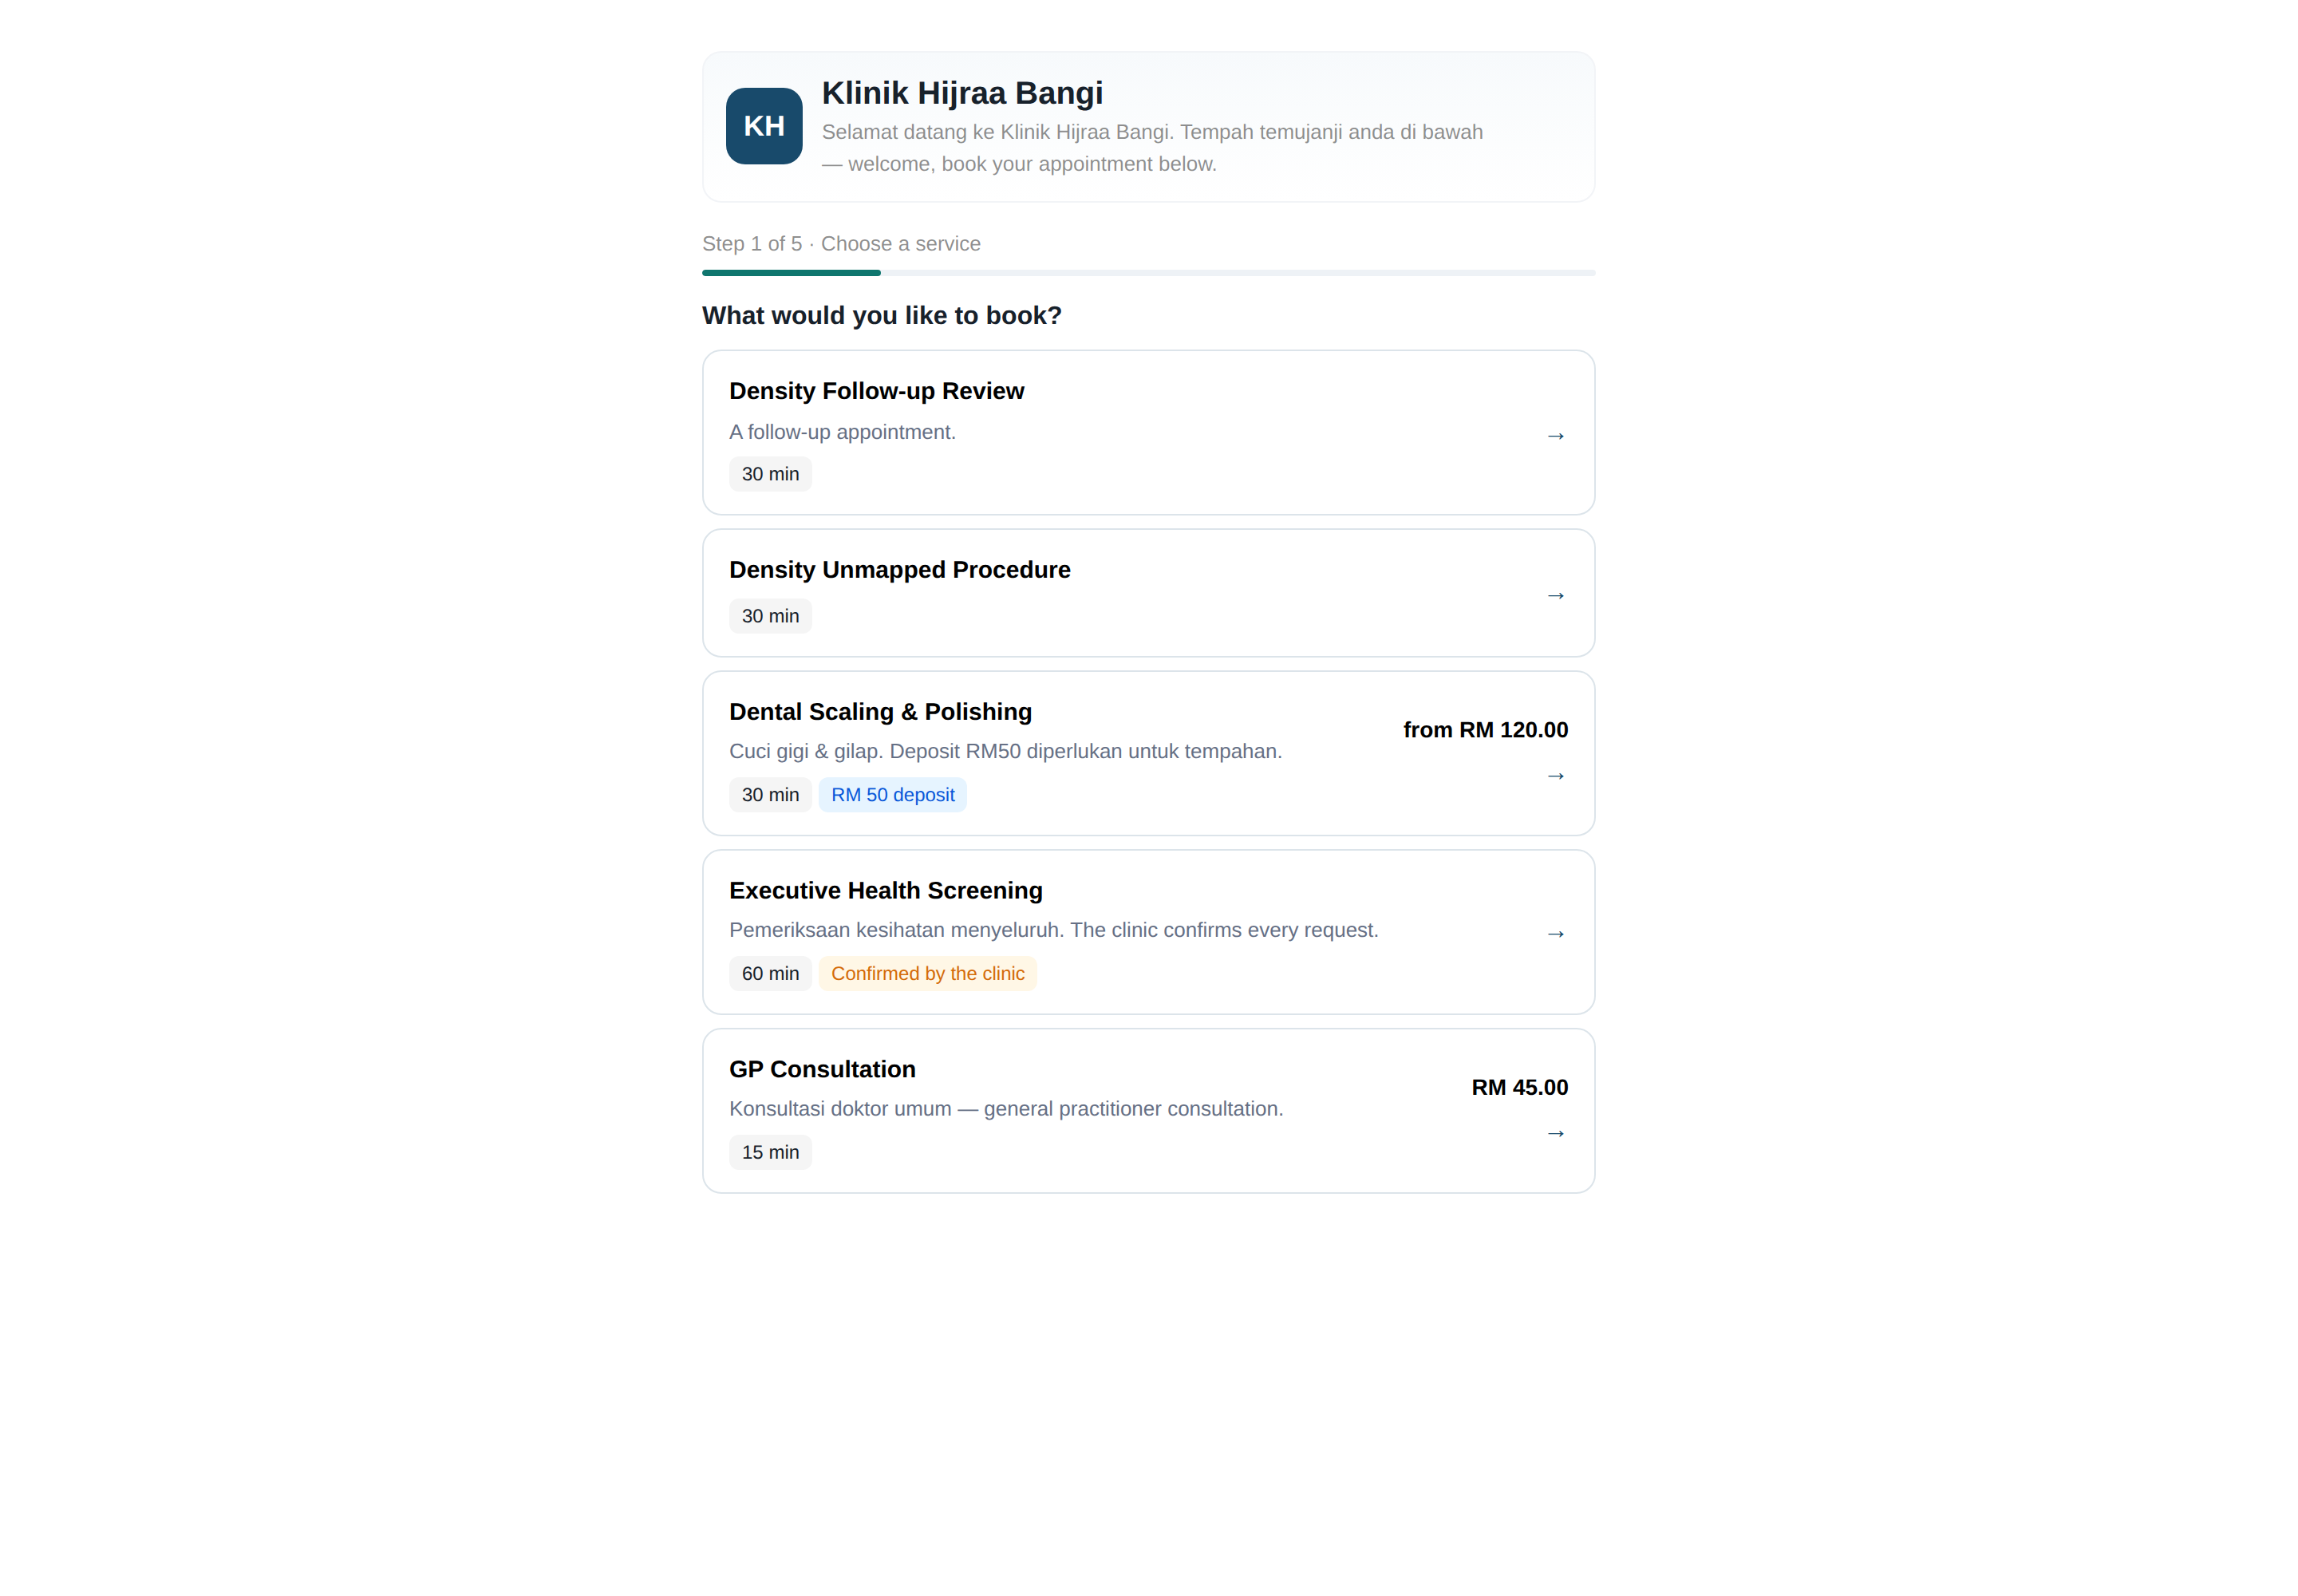 KH
Klinik Hijraa Bangi
Selamat datang ke Klinik Hijraa Bangi. Tempah temujanji anda di bawah
— welcome, book your appointment below.
Step 1 of 5 · Choose a service
What would you like to book?
Density Follow-up Review
A follow-up appointment.
→
30 min
Density Unmapped Procedure
→
30 min
Dental Scaling & Polishing
from RM 120.00
Cuci gigi & gilap. Deposit RM50 diperlukan untuk tempahan.
→
30 min RM 50 deposit
Executive Health Screening
Pemeriksaan kesihatan menyeluruh. The clinic confirms every request.
→
60 min Confirmed by the clinic
GP Consultation
RM 45.00
Konsultasi doktor umum — general practitioner consultation.
→
15 min